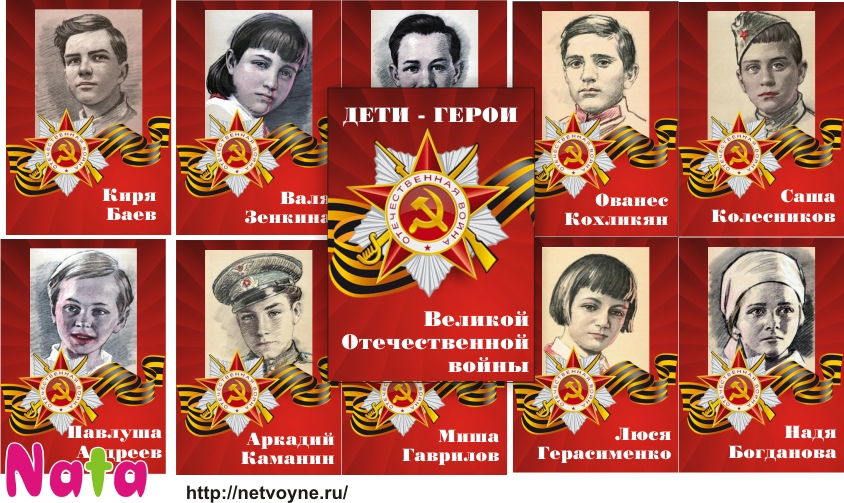 Киря
Баев
Валя
Зенкина
ДЕТИ - ГЕРОИ
ОТЕЧЕСТВЕННАЯ ВОЙНА
Великой
Отечественной
войны
Ованес
Кохликян
Саша
Колесников
Павлуша
Андреев
Аркадий
Каманин
Миша
Гаврилов
Люся
Герасименко
Надя
Богданова
Nata
http://netvoyne.ru/